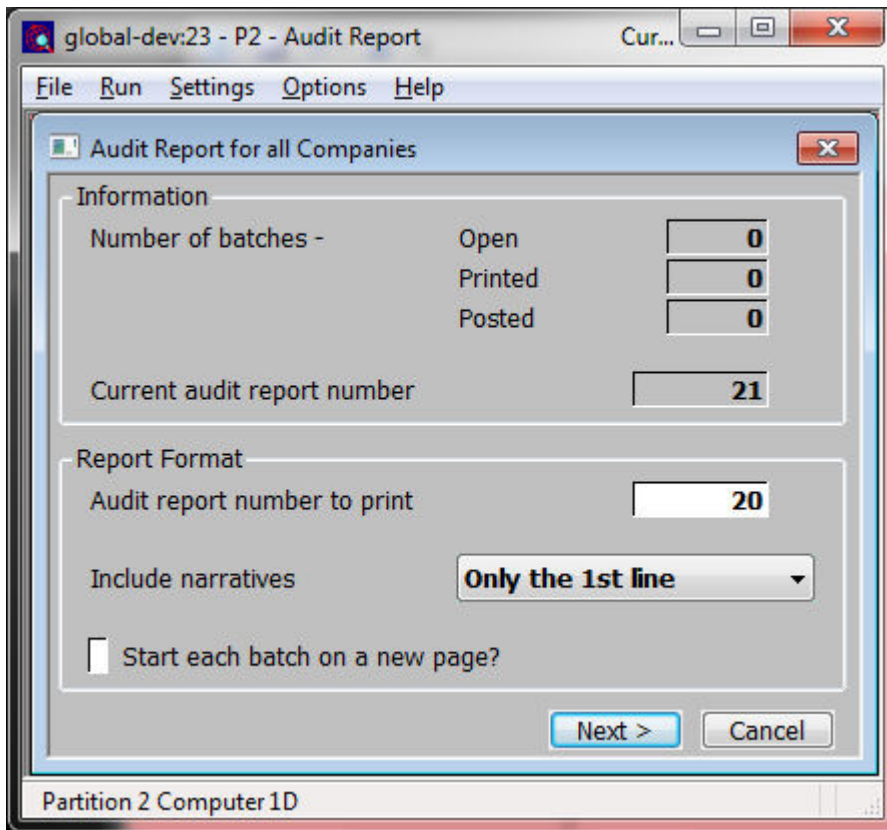 global-dev:23 - P2 - Audit Report Cur...
File Run Settings Options Help
Audit Report for all Companies
Information
Number of batches - Open 0
Printed 0
Posted 0
Current audit report number 21
Report Format
Audit report number to print 20
Include narratives Only the 1st line
Start each batch on a new page?
Next > Cancel
Partition 2 Computer 1D